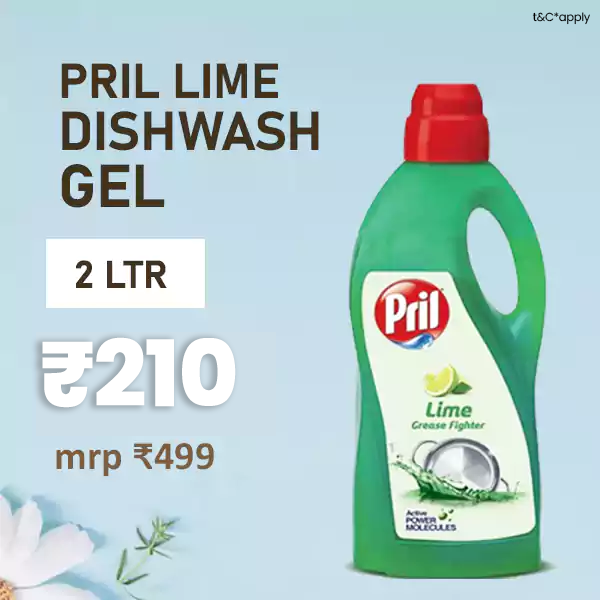 t&C*apply
PRIL LIME
DISHWASH
GEL
2 LTR
₹210
mrp ₹499
Pril
Lime
Grease Fighter
Active
POWER
MOLECULES